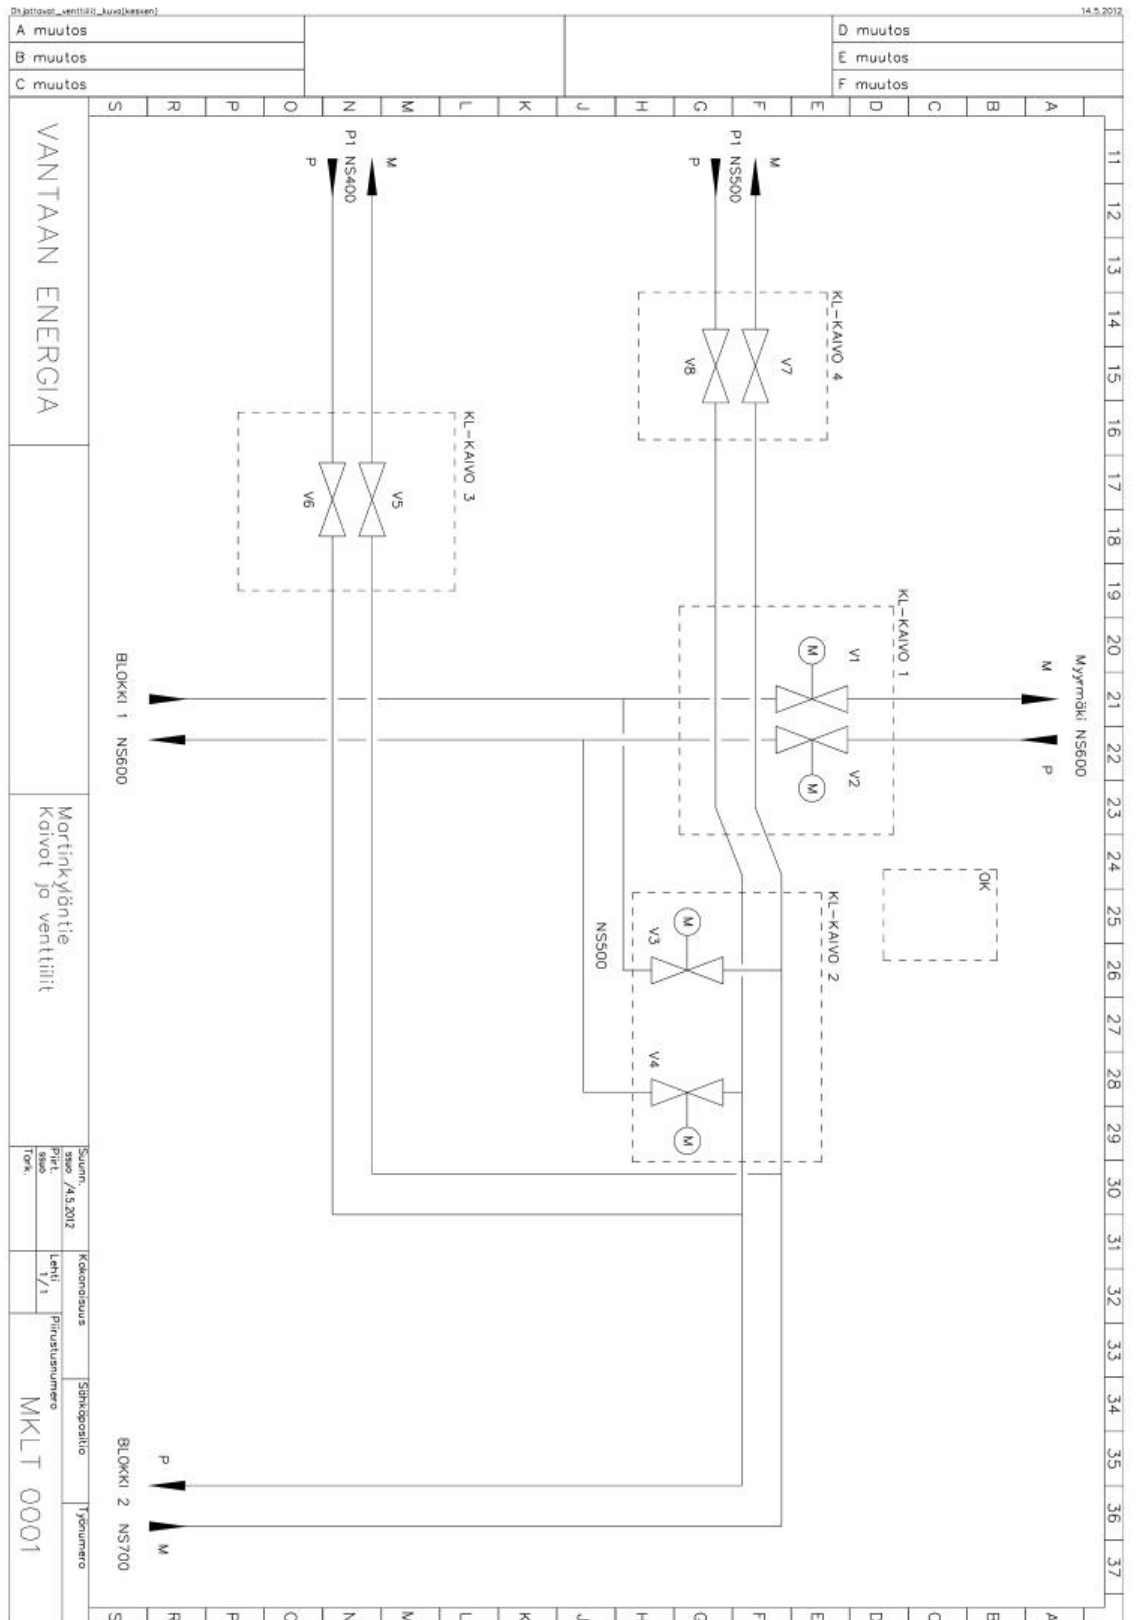 Ohjattavat_venttiilit_kuva(kesken)
14.5.2012
A muutos
B muutos
C muutos
D muutos
E muutos
F muutos
S R P O N M L K J H G F E D C B A
11 12 13 14 15 16 17 18 19 20 21 22 23 24 25 26 27 28 29 30 31 32 33 34 35 36 37
P1 NS400
P
M
P1 NS500
P
M
KL-KAIVO 4
V7
V8
KL-KAIVO 3
V5
V6
KL-KAIVO 1
M
V1
M
V2
Myyrmäki NS600
M
P
BLOKKI 1 NS600
OK
KL-KAIVO 2
M
V3
NS500
V4
M
BLOKKI 2 NS700
P
M
VANTAAN ENERGIA
Martinkyläntie
Kaivot ja venttiilit
Suunn.
ssuo /4.5.2012
Piirt.
ssuo
Tark.
Kokonaisuus
Lehti
1/1
Sähköpositio
Työnumero
Piirustusnumero
MKLT 0001
S R P O N M L K J H G F E D C B A